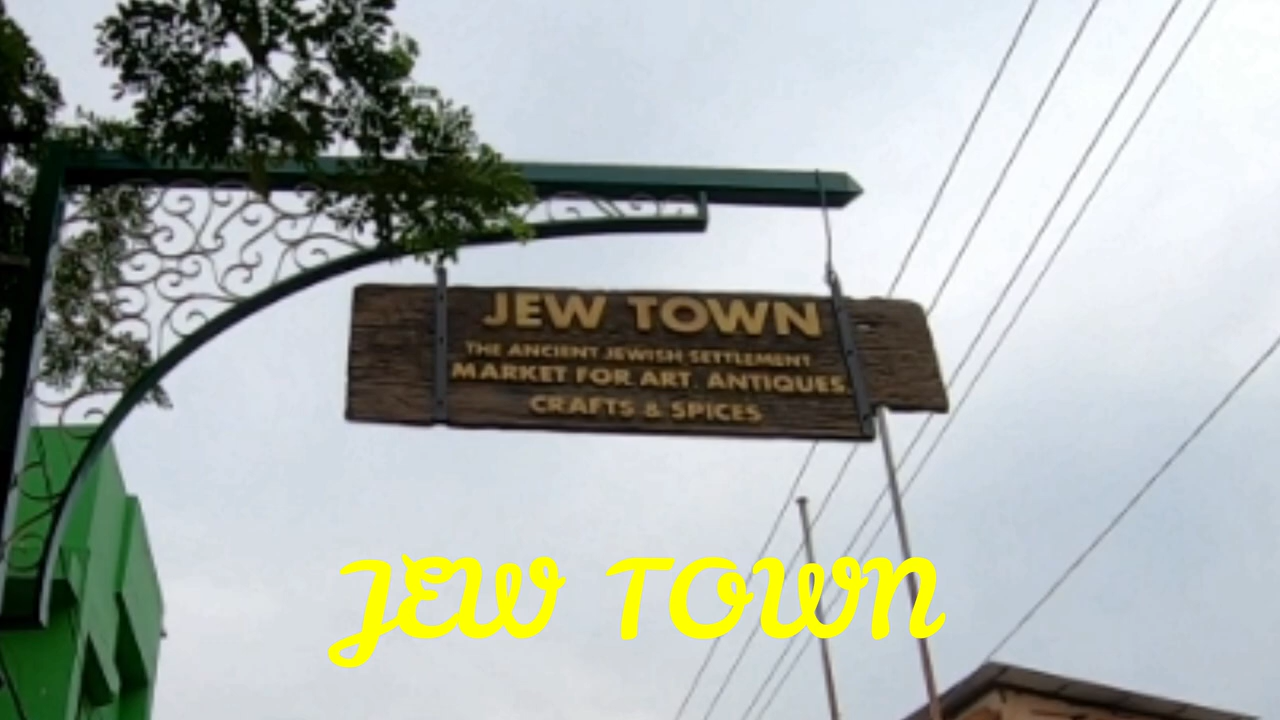 JEW TOWN
THE ANCIENT JEWISH SETTLEMENT
MARKET FOR ART, ANTIQUES,
CRAFTS & SPICES
JEW TOWN